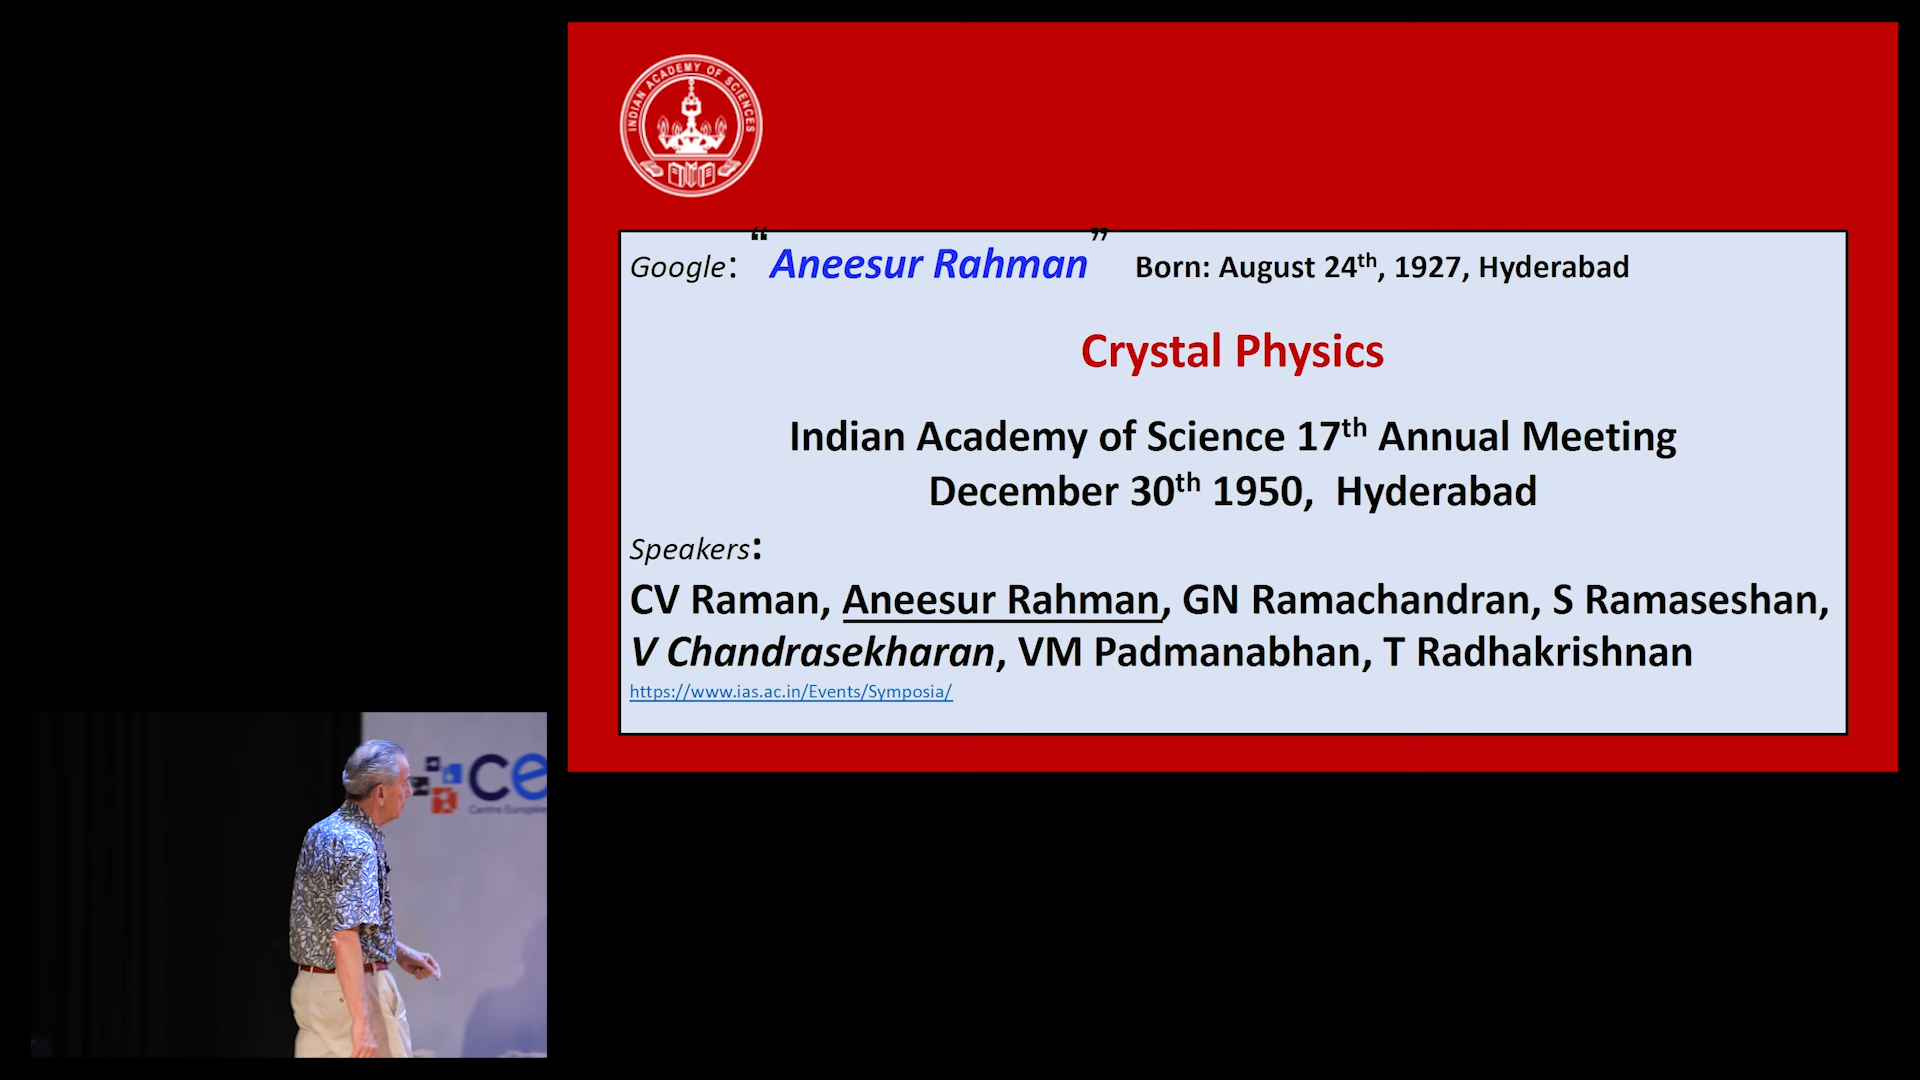 INDIAN ACADEMY OF SCIENCES
Google: “Aneesur Rahman” Born: August 24th, 1927, Hyderabad
Crystal Physics
Indian Academy of Science 17th Annual Meeting
December 30th 1950, Hyderabad
Speakers:
CV Raman, Aneesur Rahman, GN Ramachandran, S Ramaseshan,
V Chandrasekharan, VM Padmanabhan, T Radhakrishnan
https://www.ias.ac.in/Events/Symposia/
ce
Centre Europée